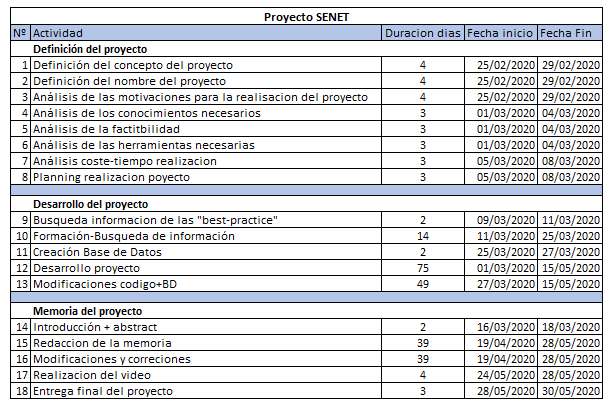 Proyecto SENET
Nº Actividad Duracion dias Fecha inicio Fecha Fin
Definición del proyecto
1 Definición del concepto del proyecto 4 25/02/2020 29/02/2020
2 Definición del nombre del proyecto 4 25/02/2020 29/02/2020
3 Análisis de las motivaciones para la realisacion del proyecto 4 25/02/2020 29/02/2020
4 Análisis de los conocimientos necesarios 3 01/03/2020 04/03/2020
5 Análisis de la factitbilidad 3 01/03/2020 04/03/2020
6 Análisis de las herramientas necesarias 3 01/03/2020 04/03/2020
7 Análisis coste-tiempo realizacion 3 05/03/2020 08/03/2020
8 Planning realizacion poyecto 3 05/03/2020 08/03/2020
Desarrollo del proyecto
9 Busqueda informacion de las "best-practice" 2 09/03/2020 11/03/2020
10 Formación-Busqueda de información 14 11/03/2020 25/03/2020
11 Creación Base de Datos 2 25/03/2020 27/03/2020
12 Desarrollo proyecto 75 01/03/2020 15/05/2020
13 Modificaciones codigo+BD 49 27/03/2020 15/05/2020
Memoria del proyecto
14 Introducción + abstract 2 16/03/2020 18/03/2020
15 Redaccion de la memoria 39 19/04/2020 28/05/2020
16 Modificaciones y correciones 39 19/04/2020 28/05/2020
17 Realizacion del video 4 24/05/2020 28/05/2020
18 Entrega final del proyecto 3 28/05/2020 30/05/2020